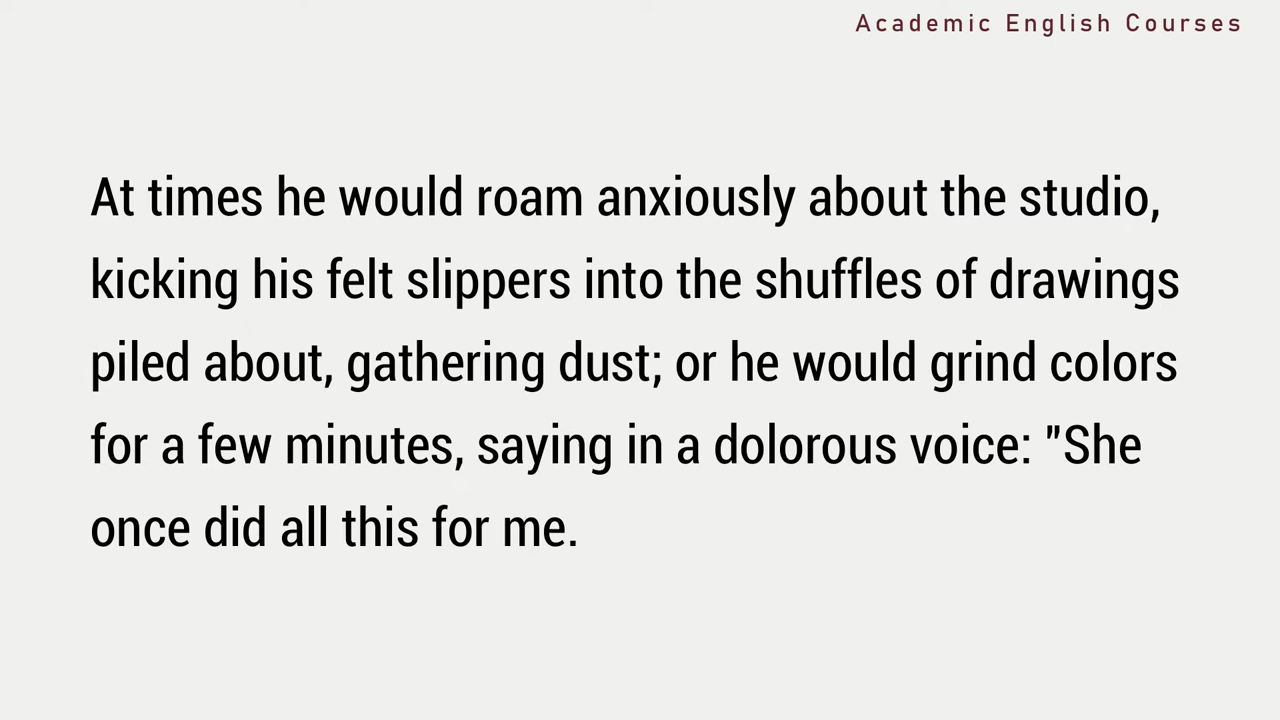 Academic English Courses
At times he would roam anxiously about the studio,
kicking his felt slippers into the shuffles of drawings
piled about, gathering dust; or he would grind colors
for a few minutes, saying in a dolorous voice: "She
once did all this for me.